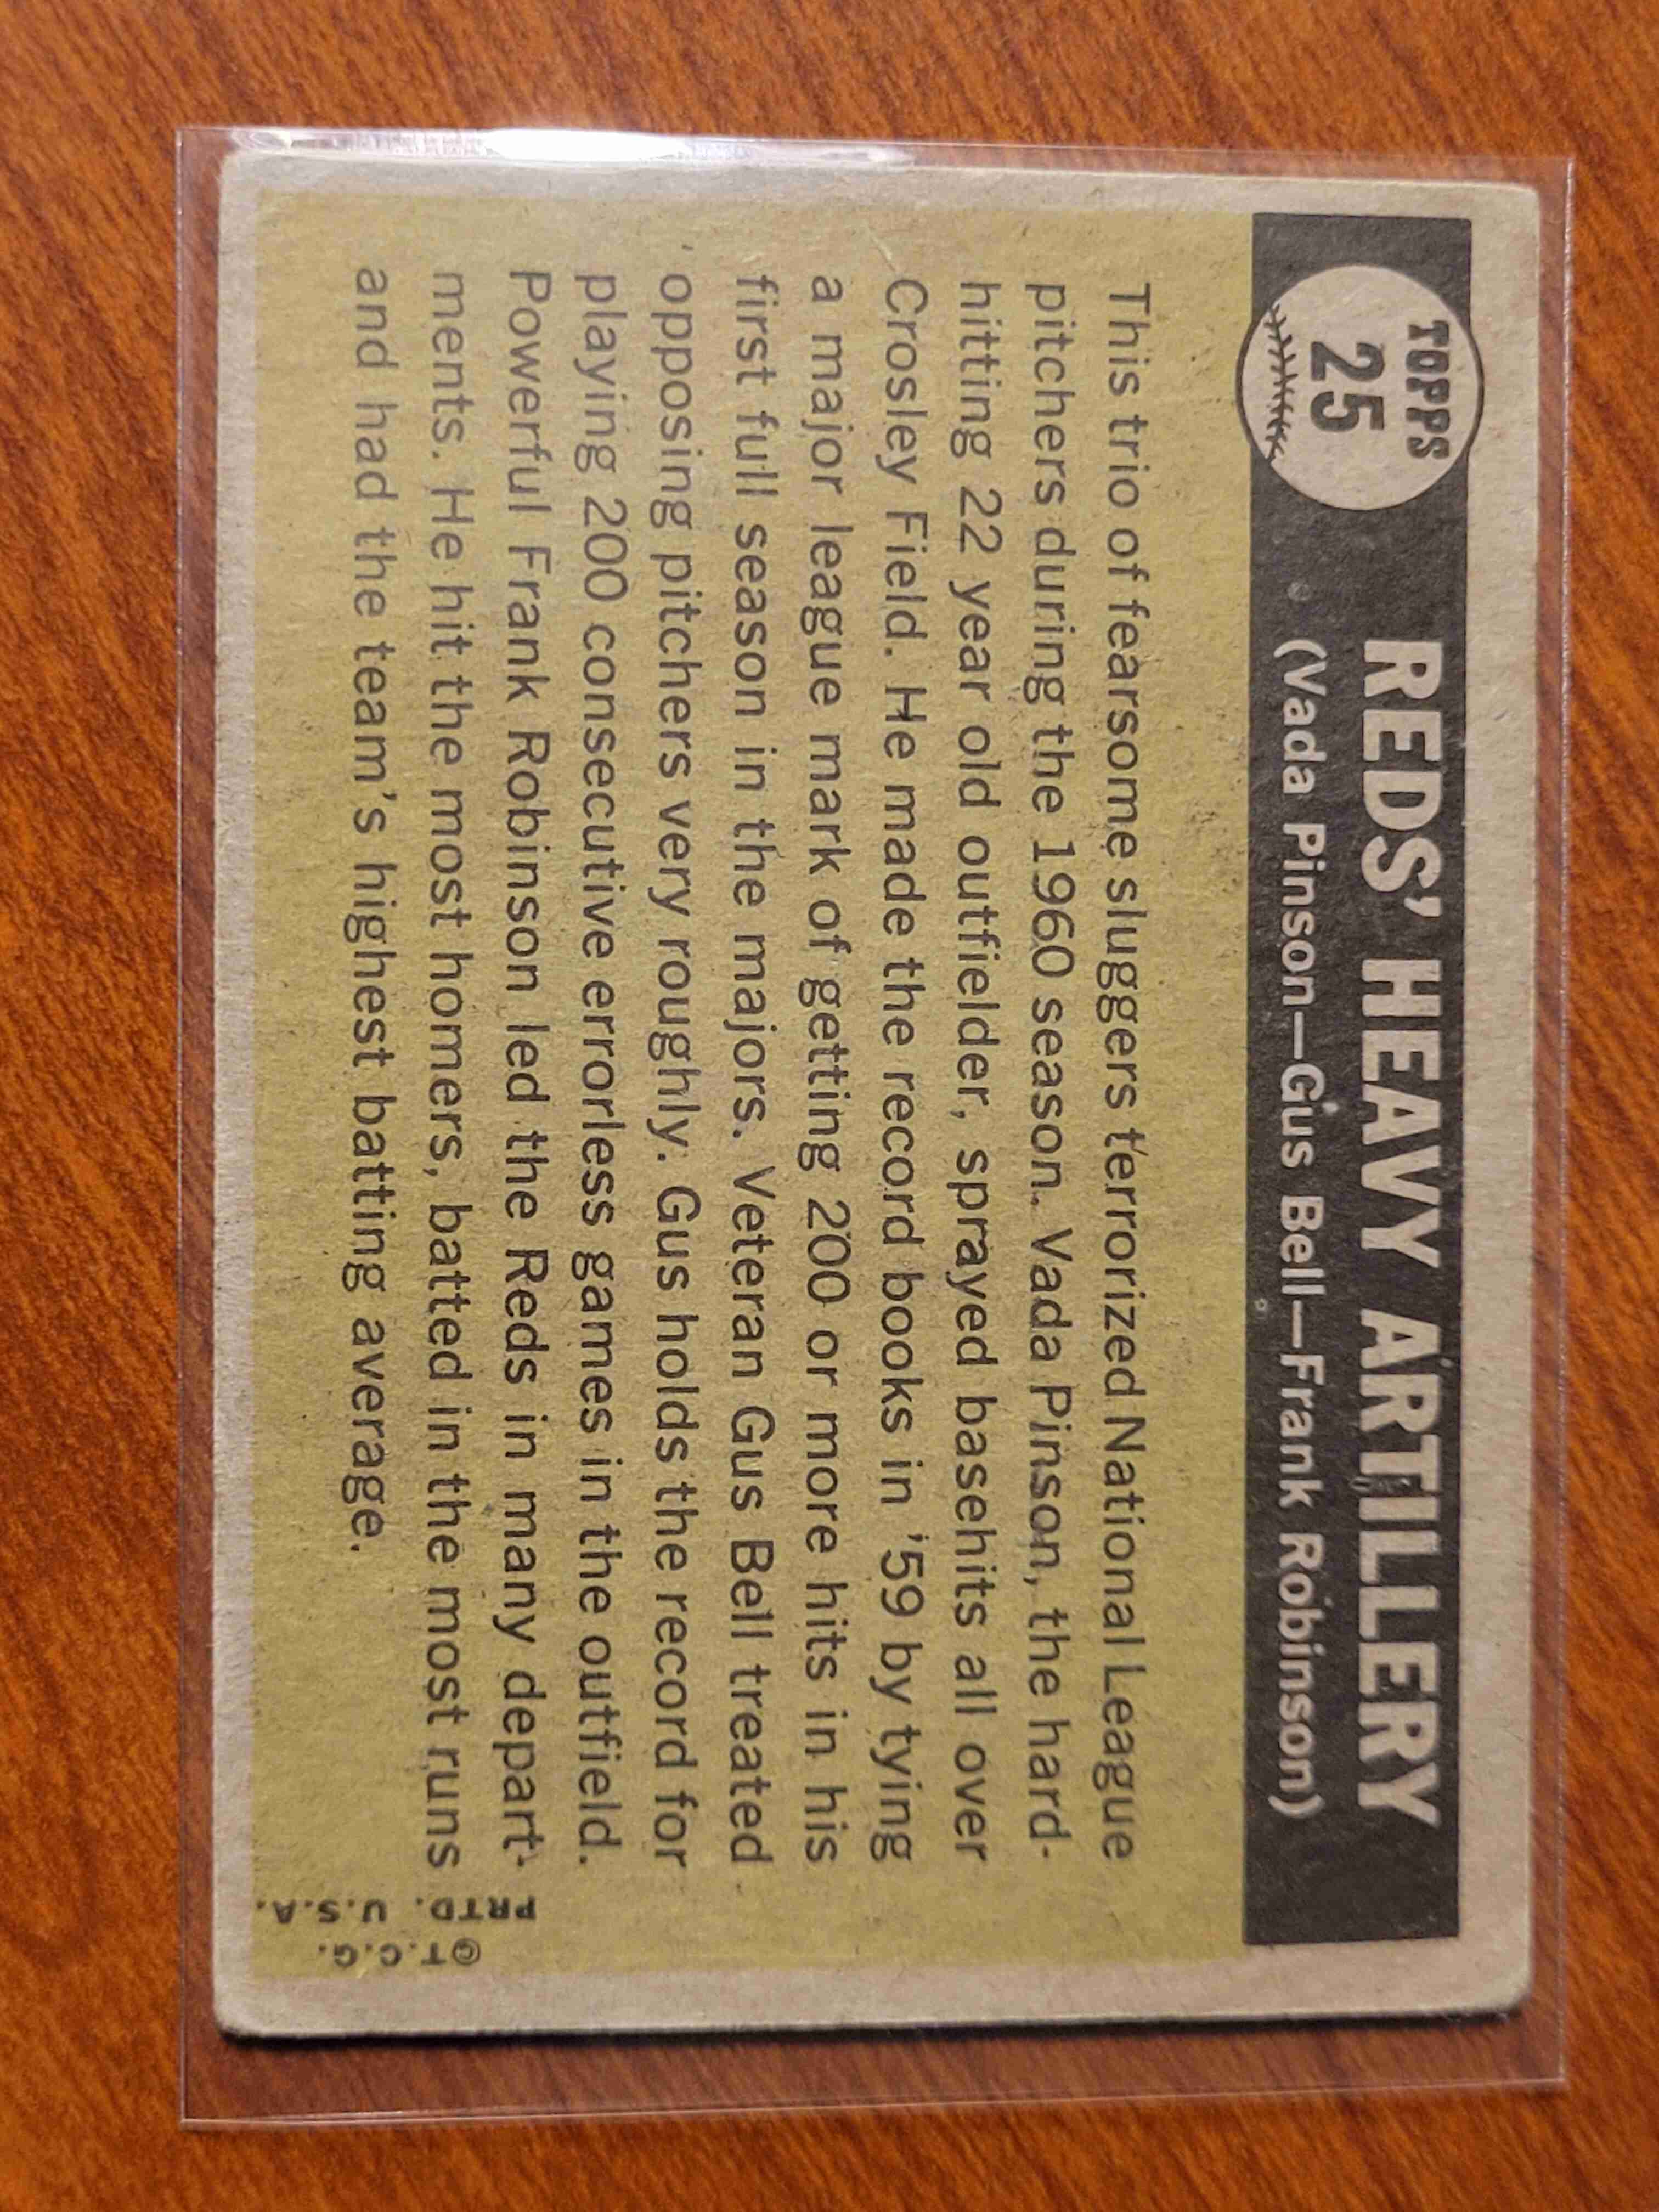 TOPPS
25
REDS' HEAVY ARTILLERY
(Vada Pinson—Gus Bell—Frank Robinson)
This trio of fearsome sluggers terrorized National League
pitchers during the 1960 season. Vada Pinson, the hard-
hitting 22 year old outfielder, sprayed basehits all over
Crosley Field. He made the record books in '59 by tying
a major league mark of getting 200 or more hits in his
first full season in the majors. Veteran Gus Bell treated
opposing pitchers very roughly. Gus holds the record for
playing 200 consecutive errorless games in the outfield.
Powerful Frank Robinson led the Reds in many depart-
ments. He hit the most homers, batted in the most runs
and had the team's highest batting average.
©T.C.G.
PRTD. U.S.A.